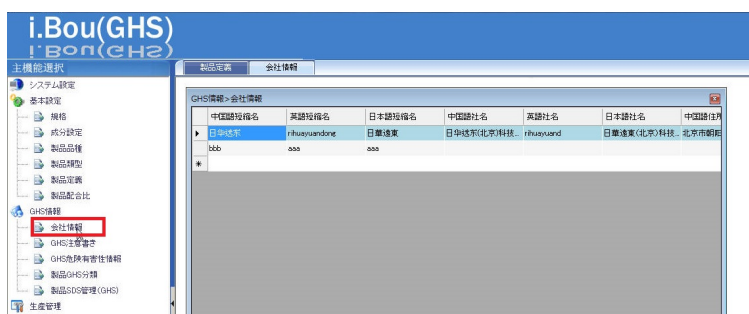 i.Bou(GHS)
主機能選択
システム設定
基本設定
規格
成分設定
製品品種
製品類型
製品定義
製品配合比
GHS情報
会社情報
GHS注意書き
GHS危険有害性情報
製品GHS分類
製品SDS管理(GHS)
生産管理
製品定義 会社情報
GHS情報>会社情報
中国語短縮名 英語短縮名 日本語短縮名 中国語社名 英語社名 日本語社名 中国語住所
日华远东 rihuayuandong 日華遠東 日华远东(北京)科技... rihuayuand 日華遠東(北京)科技... 北京市朝阳
bbb aaa aaa